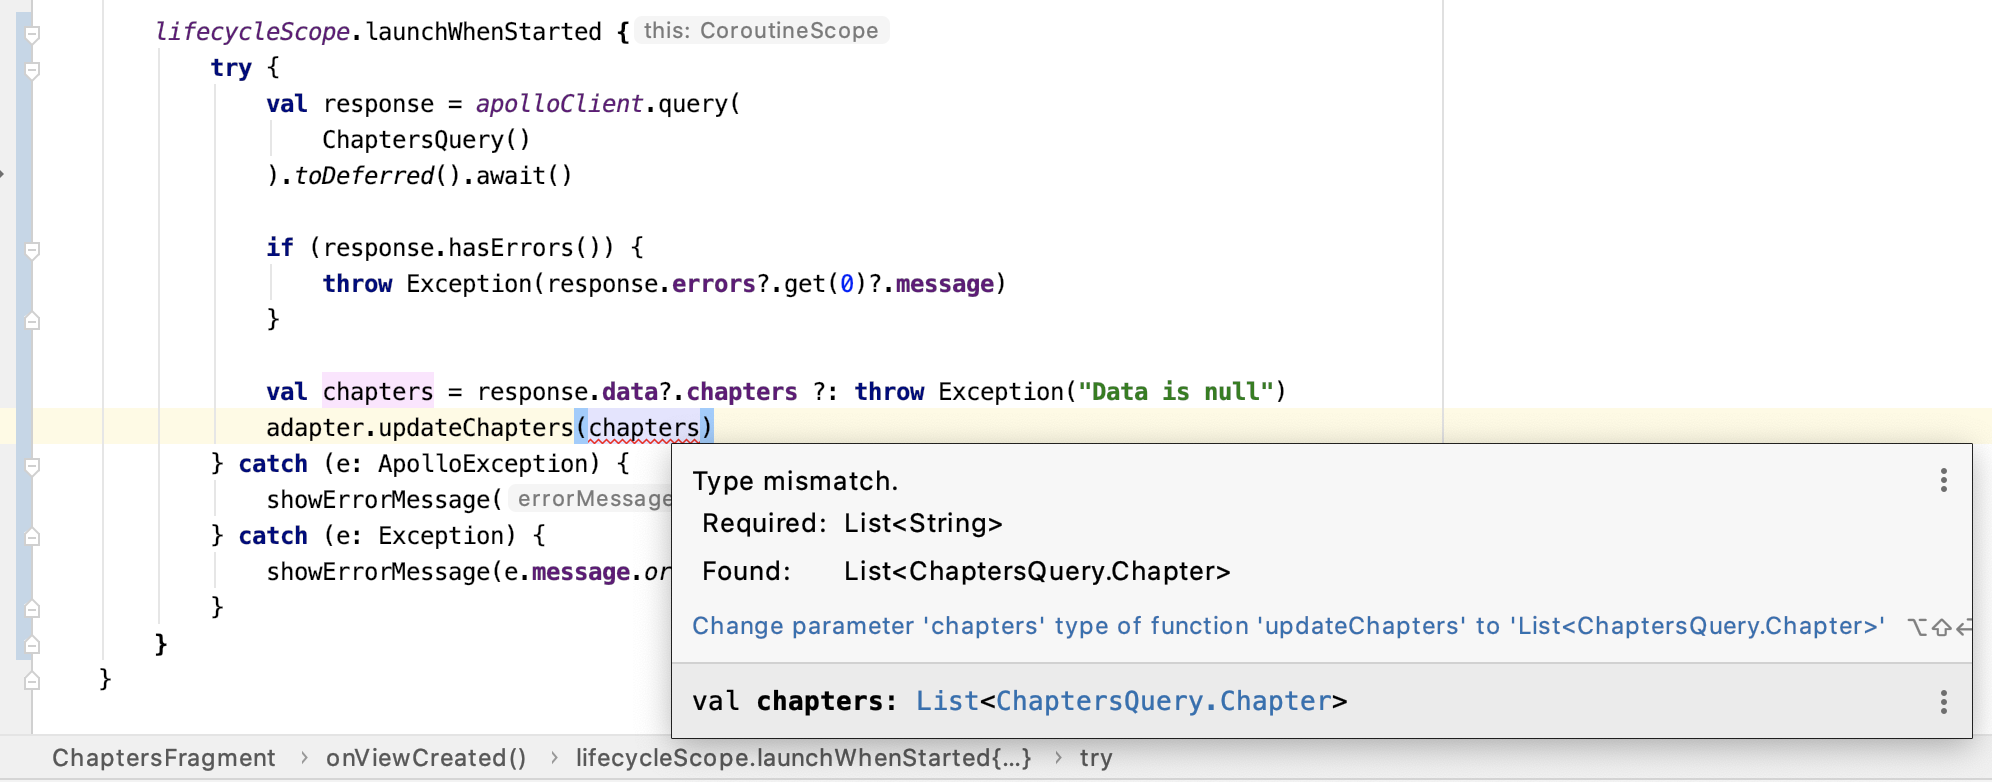 lifecycleScope.launchWhenStarted { this: CoroutineScope
try {
val response = apolloClient.query(
ChaptersQuery()
).toDeferred().await()
if (response.hasErrors()) {
throw Exception(response.errors?.get(0)?.message)
}
val chapters = response.data?.chapters ?: throw Exception("Data is null")
adapter.updateChapters(chapters)
} catch (e: ApolloException) {
showErrorMessage( errorMessage
} catch (e: Exception) {
showErrorMessage(e.message.or
}
}
}
Type mismatch.
Required: List<String>
Found: List<ChaptersQuery.Chapter>
Change parameter 'chapters' type of function 'updateChapters' to 'List<ChaptersQuery.Chapter>' ⌥⇧↩
val chapters: List<ChaptersQuery.Chapter>
ChaptersFragment › onViewCreated() › lifecycleScope.launchWhenStarted{...} › try